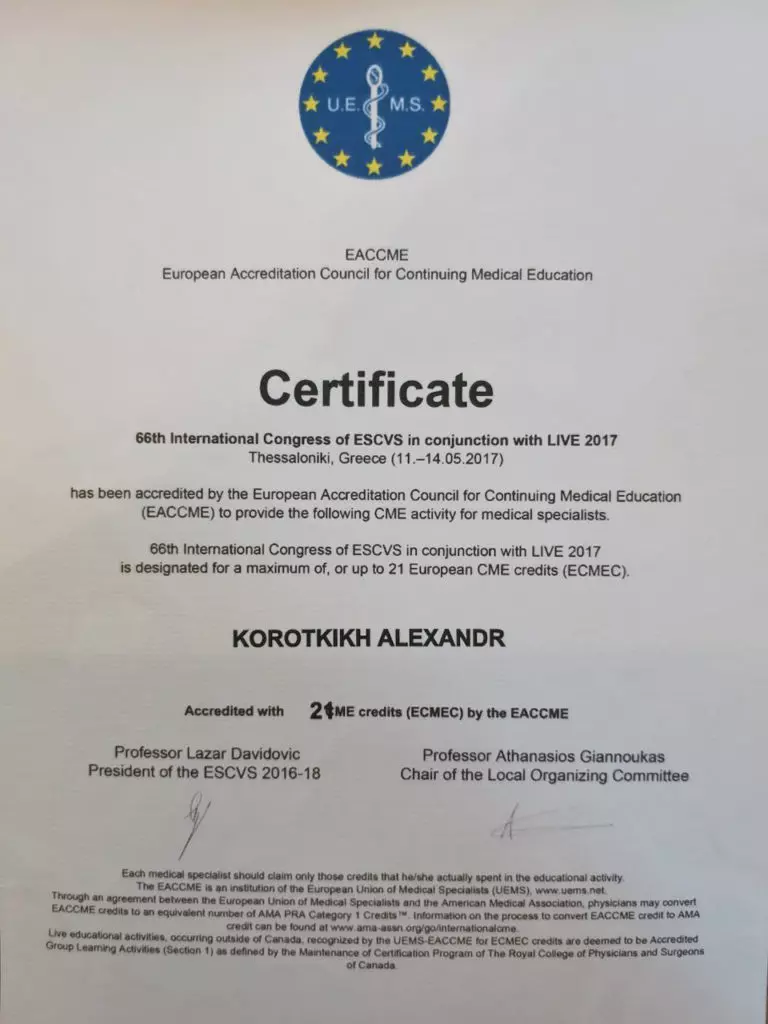 U.E. M.S.
EACCME
European Accreditation Council for Continuing Medical Education
Certificate
66th International Congress of ESCVS in conjunction with LIVE 2017
Thessaloniki, Greece (11.–14.05.2017)
has been accredited by the European Accreditation Council for Continuing Medical Education
(EACCME) to provide the following CME activity for medical specialists.
66th International Congress of ESCVS in conjunction with LIVE 2017
is designated for a maximum of, or up to 21 European CME credits (ECMEC).
KOROTKIKH ALEXANDR
Accredited with 21 CME credits (ECMEC) by the EACCME
Professor Lazar Davidovic
President of the ESCVS 2016-18
Professor Athanasios Giannoukas
Chair of the Local Organizing Committee
Each medical specialist should claim only those credits that he/she actually spent in the educational activity.
The EACCME is an institution of the European Union of Medical Specialists (UEMS), www.uems.net.
Through an agreement between the European Union of Medical Specialists and the American Medical Association, physicians may convert
EACCME credits to an equivalent number of AMA PRA Category 1 Credits™. Information on the process to convert EACCME credit to AMA
credit can be found at www.ama-assn.org/go/internationalcme.
Live educational activities, occurring outside of Canada, recognized by the UEMS-EACCME for ECMEC credits are deemed to be Accredited
Group Learning Activities (Section 1) as defined by the Maintenance of Certification Program of The Royal College of Physicians and Surgeons
of Canada.